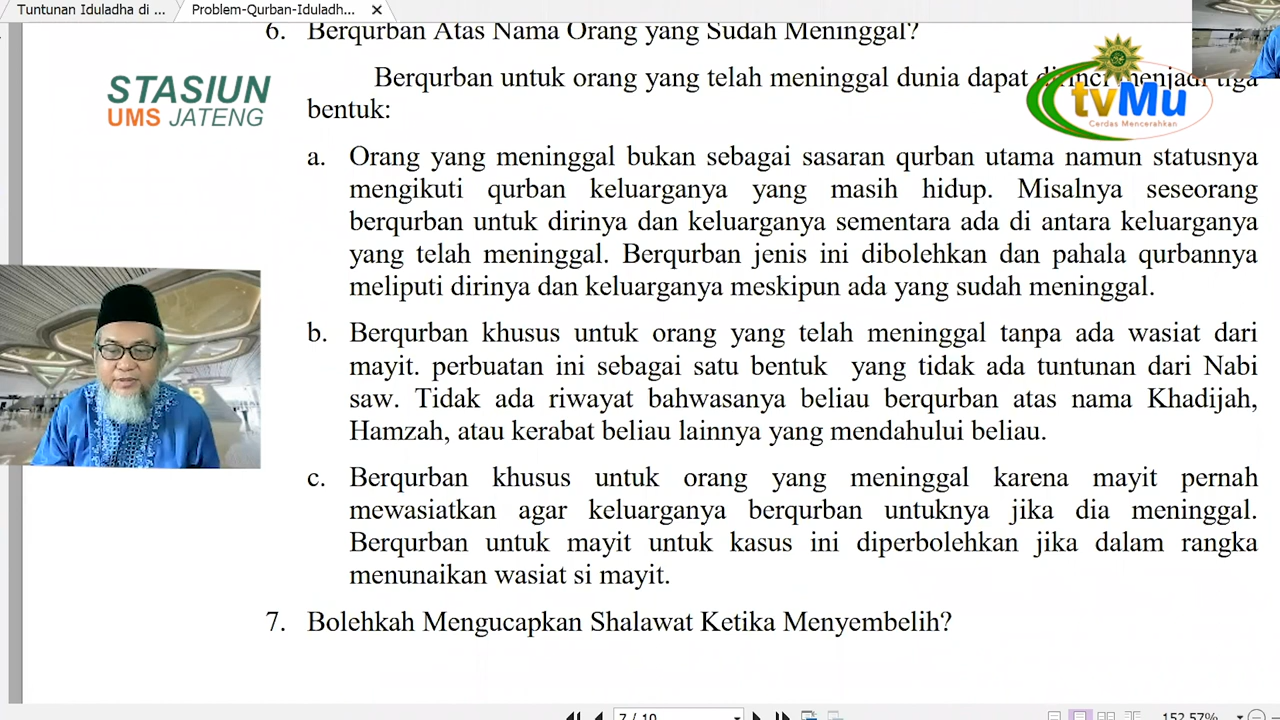 Tuntunan Iduladha di ...
Problem-Qurban-Iduladh...
6. Berqurban Atas Nama Orang yang Sudah Meninggal?
STASIUN
UMS JATENG
Berqurban untuk orang yang telah meninggal dunia dapat dirinci menjadi tiga
bentuk:
tvMu
Cerdas Mencerahkan
a. Orang yang meninggal bukan sebagai sasaran qurban utama namun statusnya
mengikuti qurban keluarganya yang masih hidup. Misalnya seseorang
berqurban untuk dirinya dan keluarganya sementara ada di antara keluarganya
yang telah meninggal. Berqurban jenis ini dibolehkan dan pahala qurbannya
meliputi dirinya dan keluarganya meskipun ada yang sudah meninggal.
b. Berqurban khusus untuk orang yang telah meninggal tanpa ada wasiat dari
mayit. perbuatan ini sebagai satu bentuk yang tidak ada tuntunan dari Nabi
saw. Tidak ada riwayat bahwasanya beliau berqurban atas nama Khadijah,
Hamzah, atau kerabat beliau lainnya yang mendahului beliau.
c. Berqurban khusus untuk orang yang meninggal karena mayit pernah
mewasiatkan agar keluarganya berqurban untuknya jika dia meninggal.
Berqurban untuk mayit untuk kasus ini diperbolehkan jika dalam rangka
menunaikan wasiat si mayit.
7. Bolehkah Mengucapkan Shalawat Ketika Menyembelih?
7 / 10
152,57%